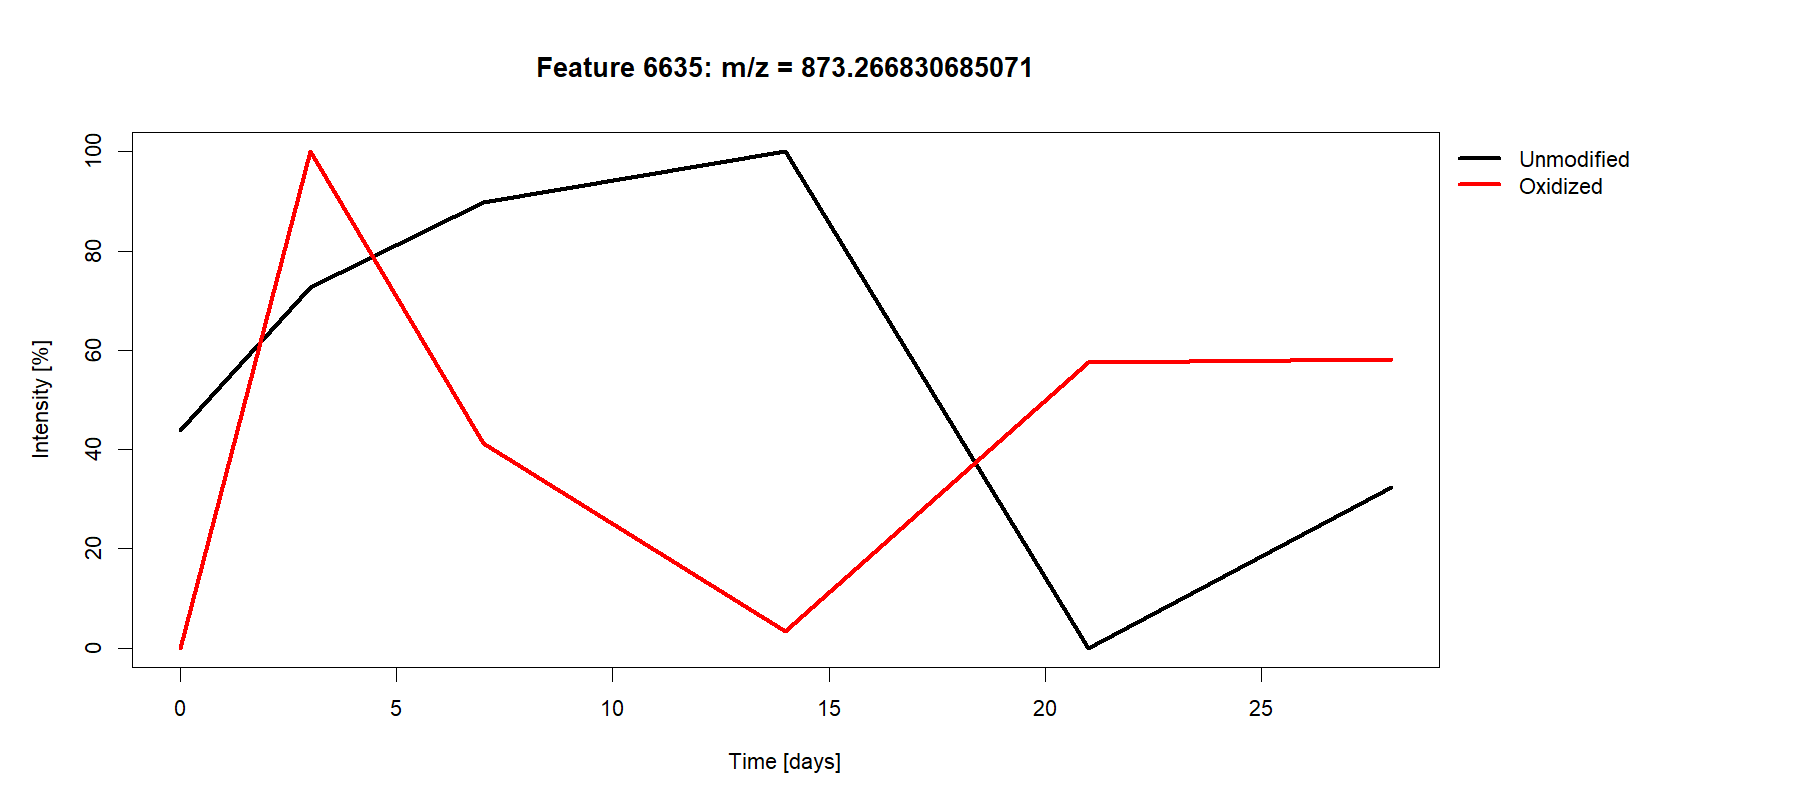 Feature 6635: m/z = 873.266830685071
Unmodified
Oxidized
100
80
60
40
20
0
Intensity [%]
0 5 10 15 20 25
Time [days]